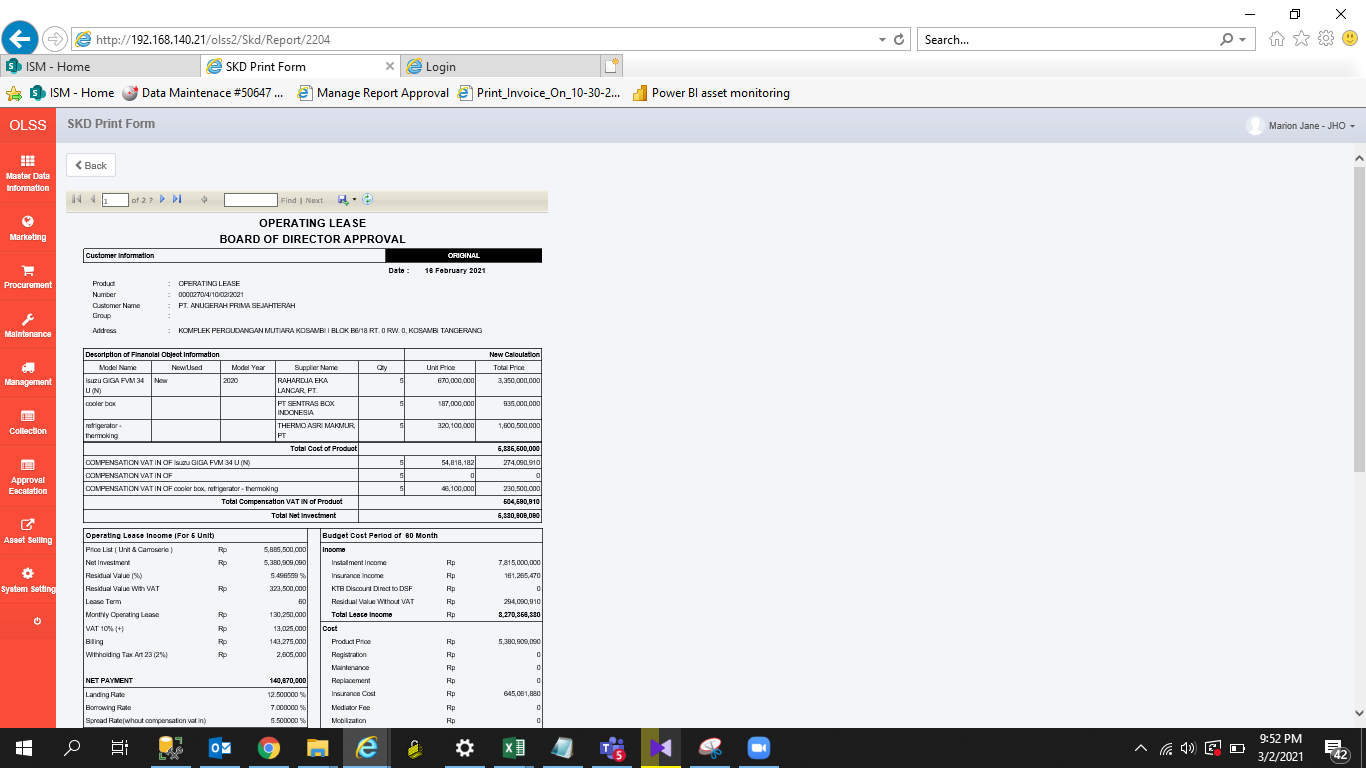 http://192.168.140.21/olss2/Skd/Report/2204
Search...
ISM - Home
SKD Print Form
Login
ISM - Home
Data Maintenace #50647 ...
Manage Report Approval
Print_Invoice_On_10-30-2...
Power BI asset monitoring
OLSS
SKD Print Form
Marion Jane - JHO
Master Data
Information
Marketing
Procurement
Maintenance
Management
Collection
Approval
Escalation
Asset Selling
System Setting
Back
1 of 2 ? Find | Next
OPERATING LEASE
BOARD OF DIRECTOR APPROVAL
Customer Information ORIGINAL
Date : 16 February 2021
Product : OPERATING LEASE
Number : 0000270/4/10/02/2021
Customer Name : PT. ANUGERAH PRIMA SEJAHTERAH
Group :
Address : KOMPLEK PERGUDANGAN MUTIARA KOSAMBI I BLOK B6/18 RT. 0 RW. 0, KOSAMBI TANGERANG
Description of Financial Object Information New Calculation
Model Name New/Used Model Year Supplier Name Qty Unit Price Total Price
Isuzu GIGA FVM 34 U (N) New 2020 RAHARDJA EKA LANCAR, PT. 5 670,000,000 3,350,000,000
cooler box PT SENTRAS BOX INDONESIA 5 187,000,000 935,000,000
refrigerator - thermoking THERMO ASRI MAKMUR, PT 5 320,100,000 1,600,500,000
Total Cost of Product 5,885,500,000
COMPENSATION VAT IN OF Isuzu GIGA FVM 34 U (N) 5 54,818,182 274,090,910
COMPENSATION VAT IN OF 5 0 0
COMPENSATION VAT IN OF cooler box, refrigerator - thermoking 5 46,100,000 230,500,000
Total Compensation VAT IN of Product 504,590,910
Total Net Investment 5,380,909,090
Operating Lease Income (For 5 Unit)
Price List ( Unit & Carroserie ) Rp 5,885,500,000
Net Investment Rp 5,380,909,090
Residual Value (%) 5.496559 %
Residual Value With VAT Rp 323,500,000
Lease Term 60
Monthly Operating Lease Rp 130,250,000
VAT 10% (+) Rp 13,025,000
Billing Rp 143,275,000
Withholding Tax Art 23 (2%) Rp 2,605,000
NET PAYMENT 140,670,000
Landing Rate 12.500000 %
Borrowing Rate 7.000000 %
Spread Rate(wihout compensation vat in) 5.500000 %
Budget Cost Period of 60 Month
Income
Instalment Income Rp 7,815,000,000
Insurance Income Rp 161,265,470
KTB Discount Direct to DSF Rp 0
Residual Value Without VAT Rp 294,090,910
Total Lease Income Rp 8,270,356,380
Cost
Product Price Rp 5,380,909,090
Registration Rp 0
Maintenance Rp 0
Replacement Rp 0
Insurance Cost Rp 645,061,880
Mediator Fee Rp 0
Mobilization Rp 0
5
9:52 PM
3/2/2021
42